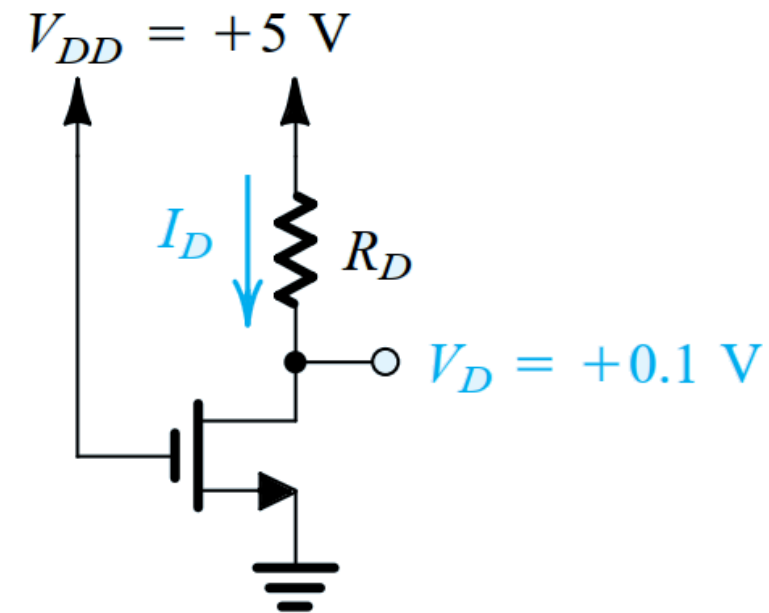 V_DD = +5 V
I_D
R_D
V_D = +0.1 V